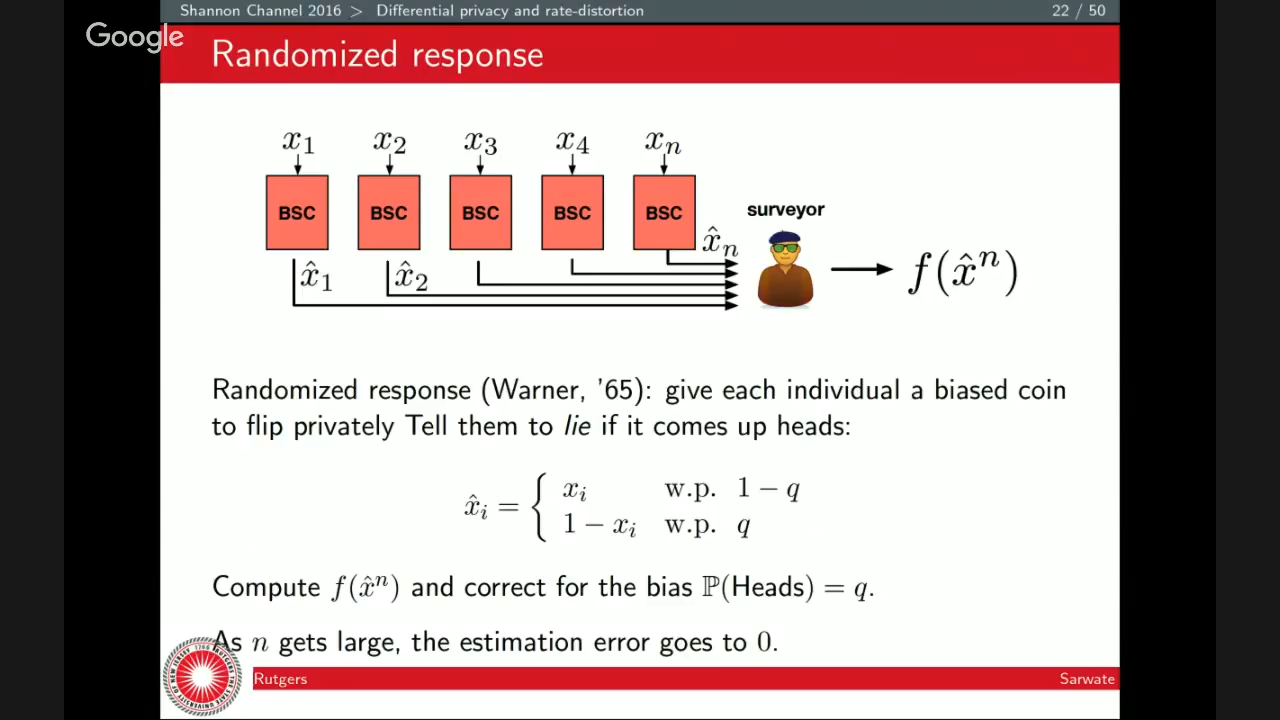 Shannon Channel 2016 > Differential privacy and rate-distortion 22 / 50
Google
Randomized response
x₁ x₂ x₃ x₄ xₙ
BSC BSC BSC BSC BSC
surveyor
x̂₁ x̂₂ x̂ₙ f(x̂ⁿ)
Randomized response (Warner, '65): give each individual a biased coin
to flip privately Tell them to lie if it comes up heads:
x̂ᵢ = { xᵢ w.p. 1 − q
1 − xᵢ w.p. q
Compute f(x̂ⁿ) and correct for the bias ℙ(Heads) = q.
As n gets large, the estimation error goes to 0.
Rutgers Sarwate